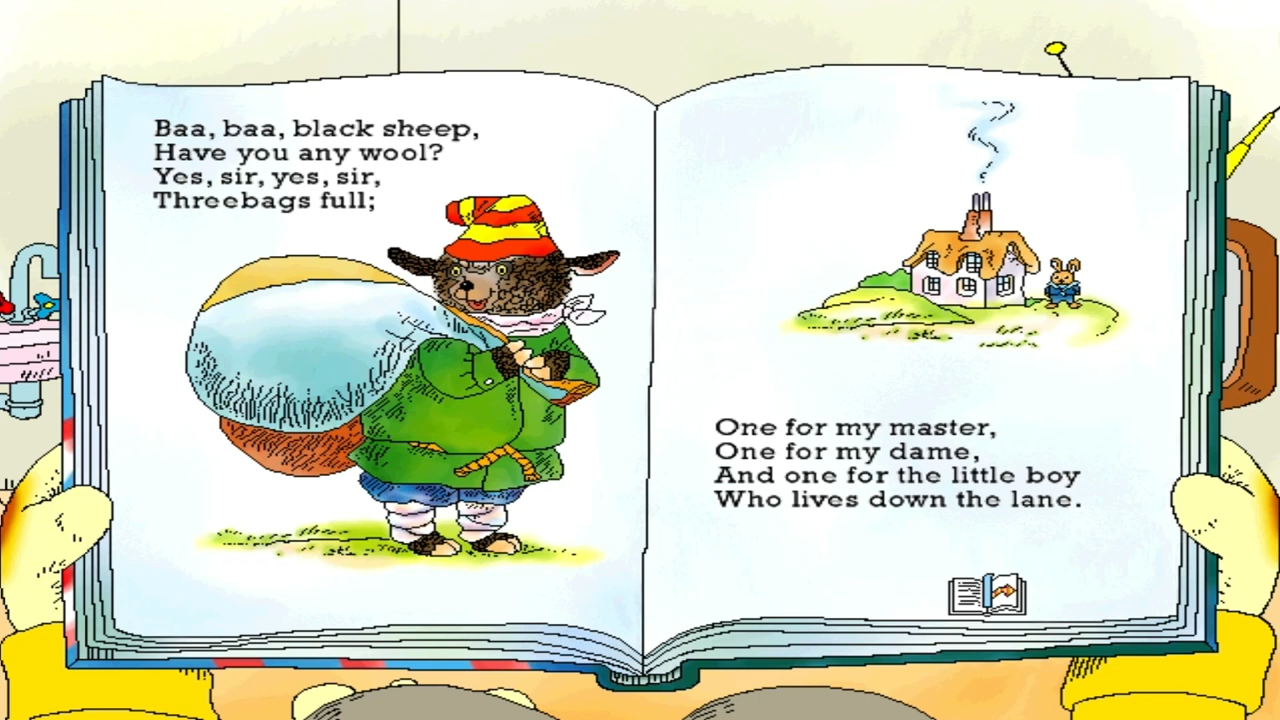 Baa, baa, black sheep,
Have you any wool?
Yes, sir, yes, sir,
Threebags full;
One for my master,
One for my dame,
And one for the little boy
Who lives down the lane.